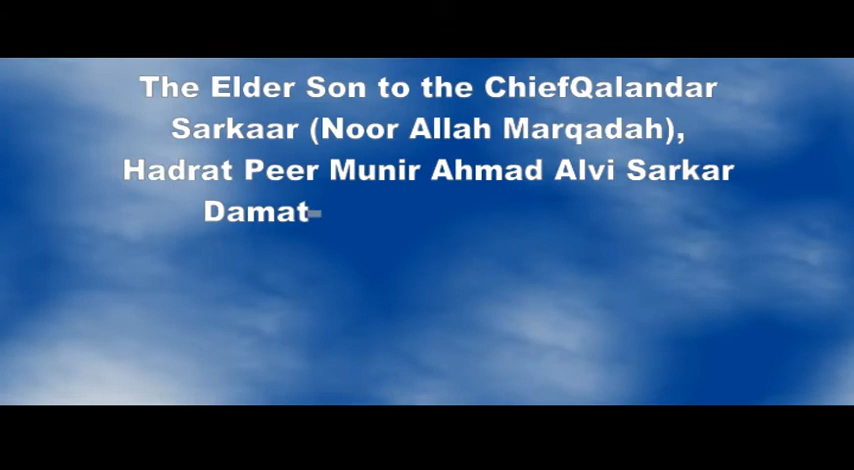 The Elder Son to the ChiefQalandar
Sarkaar (Noor Allah Marqadah),
Hadrat Peer Munir Ahmad Alvi Sarkar
Damat-